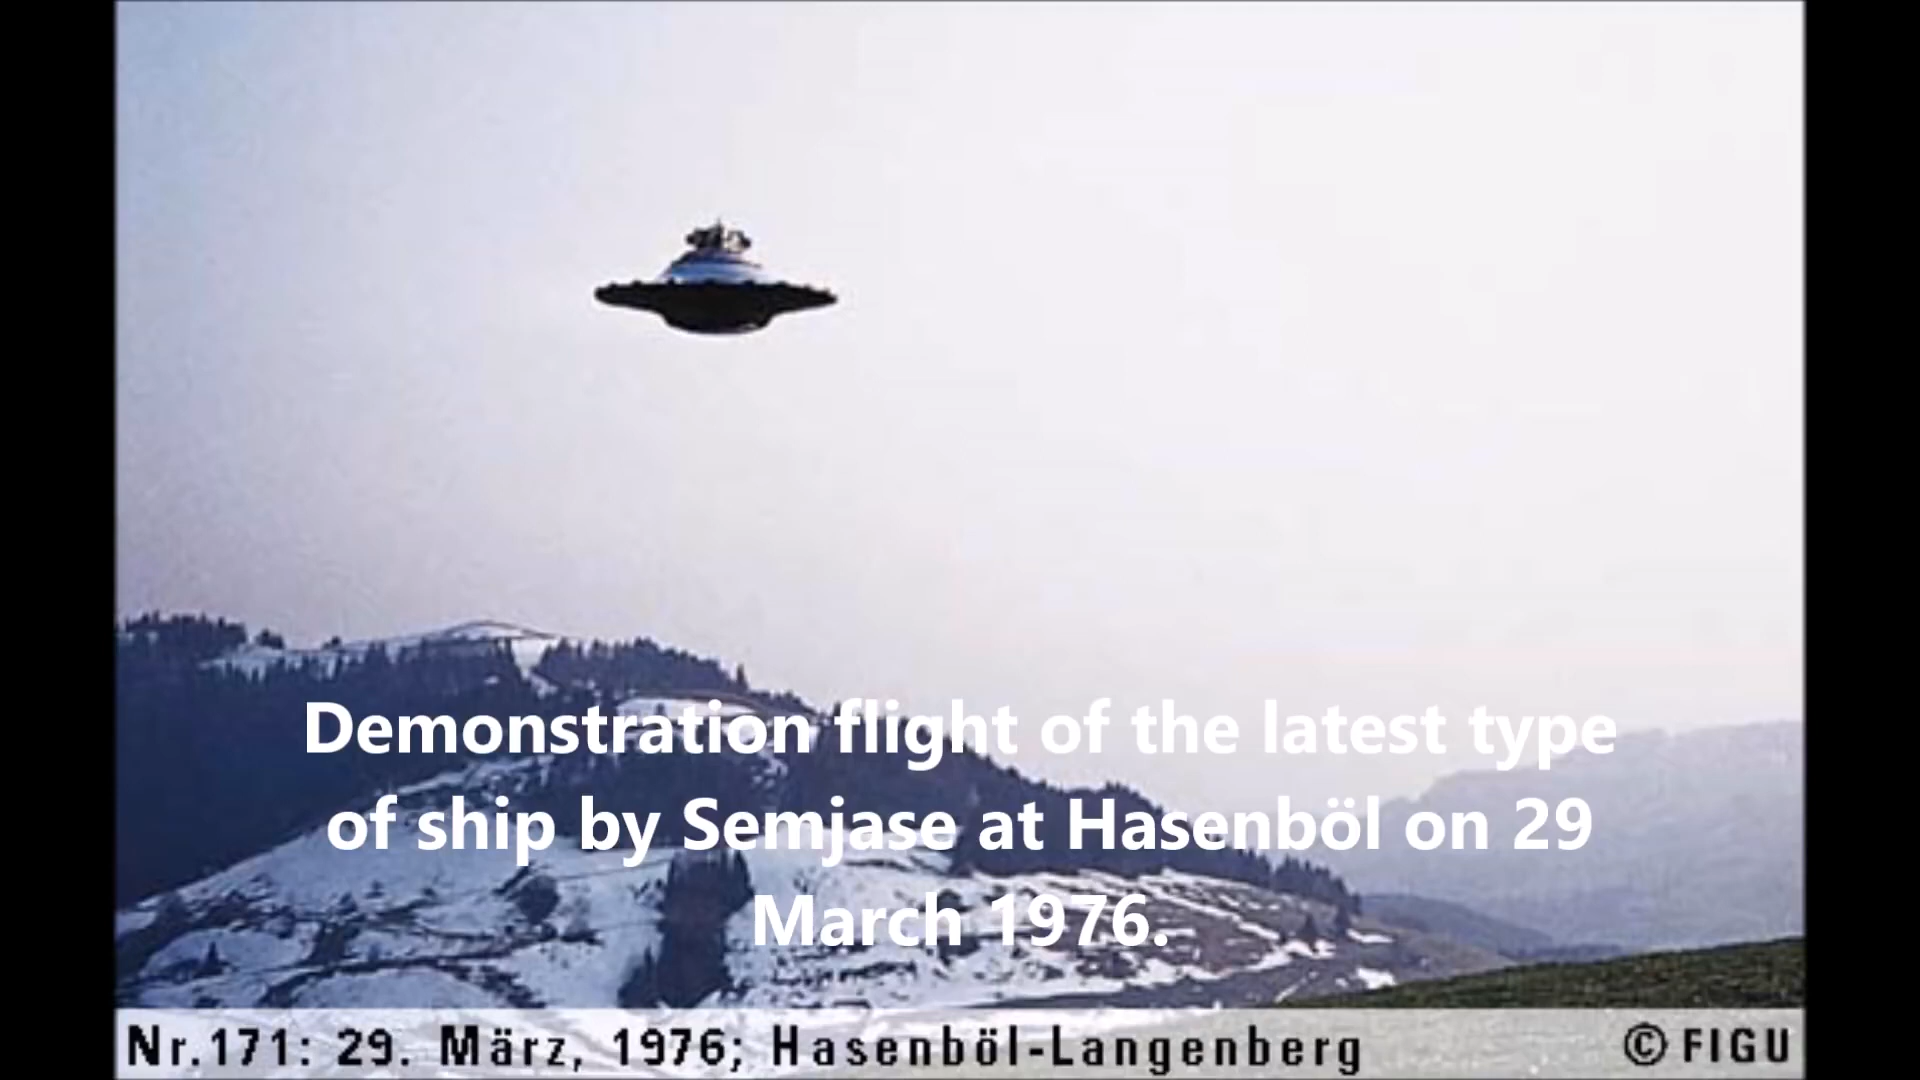 Demonstration flight of the latest type
of ship by Semjase at Hasenböl on 29
March 1976.
Nr.171: 29. März, 1976; Hasenböl-Langenberg
© FIGU